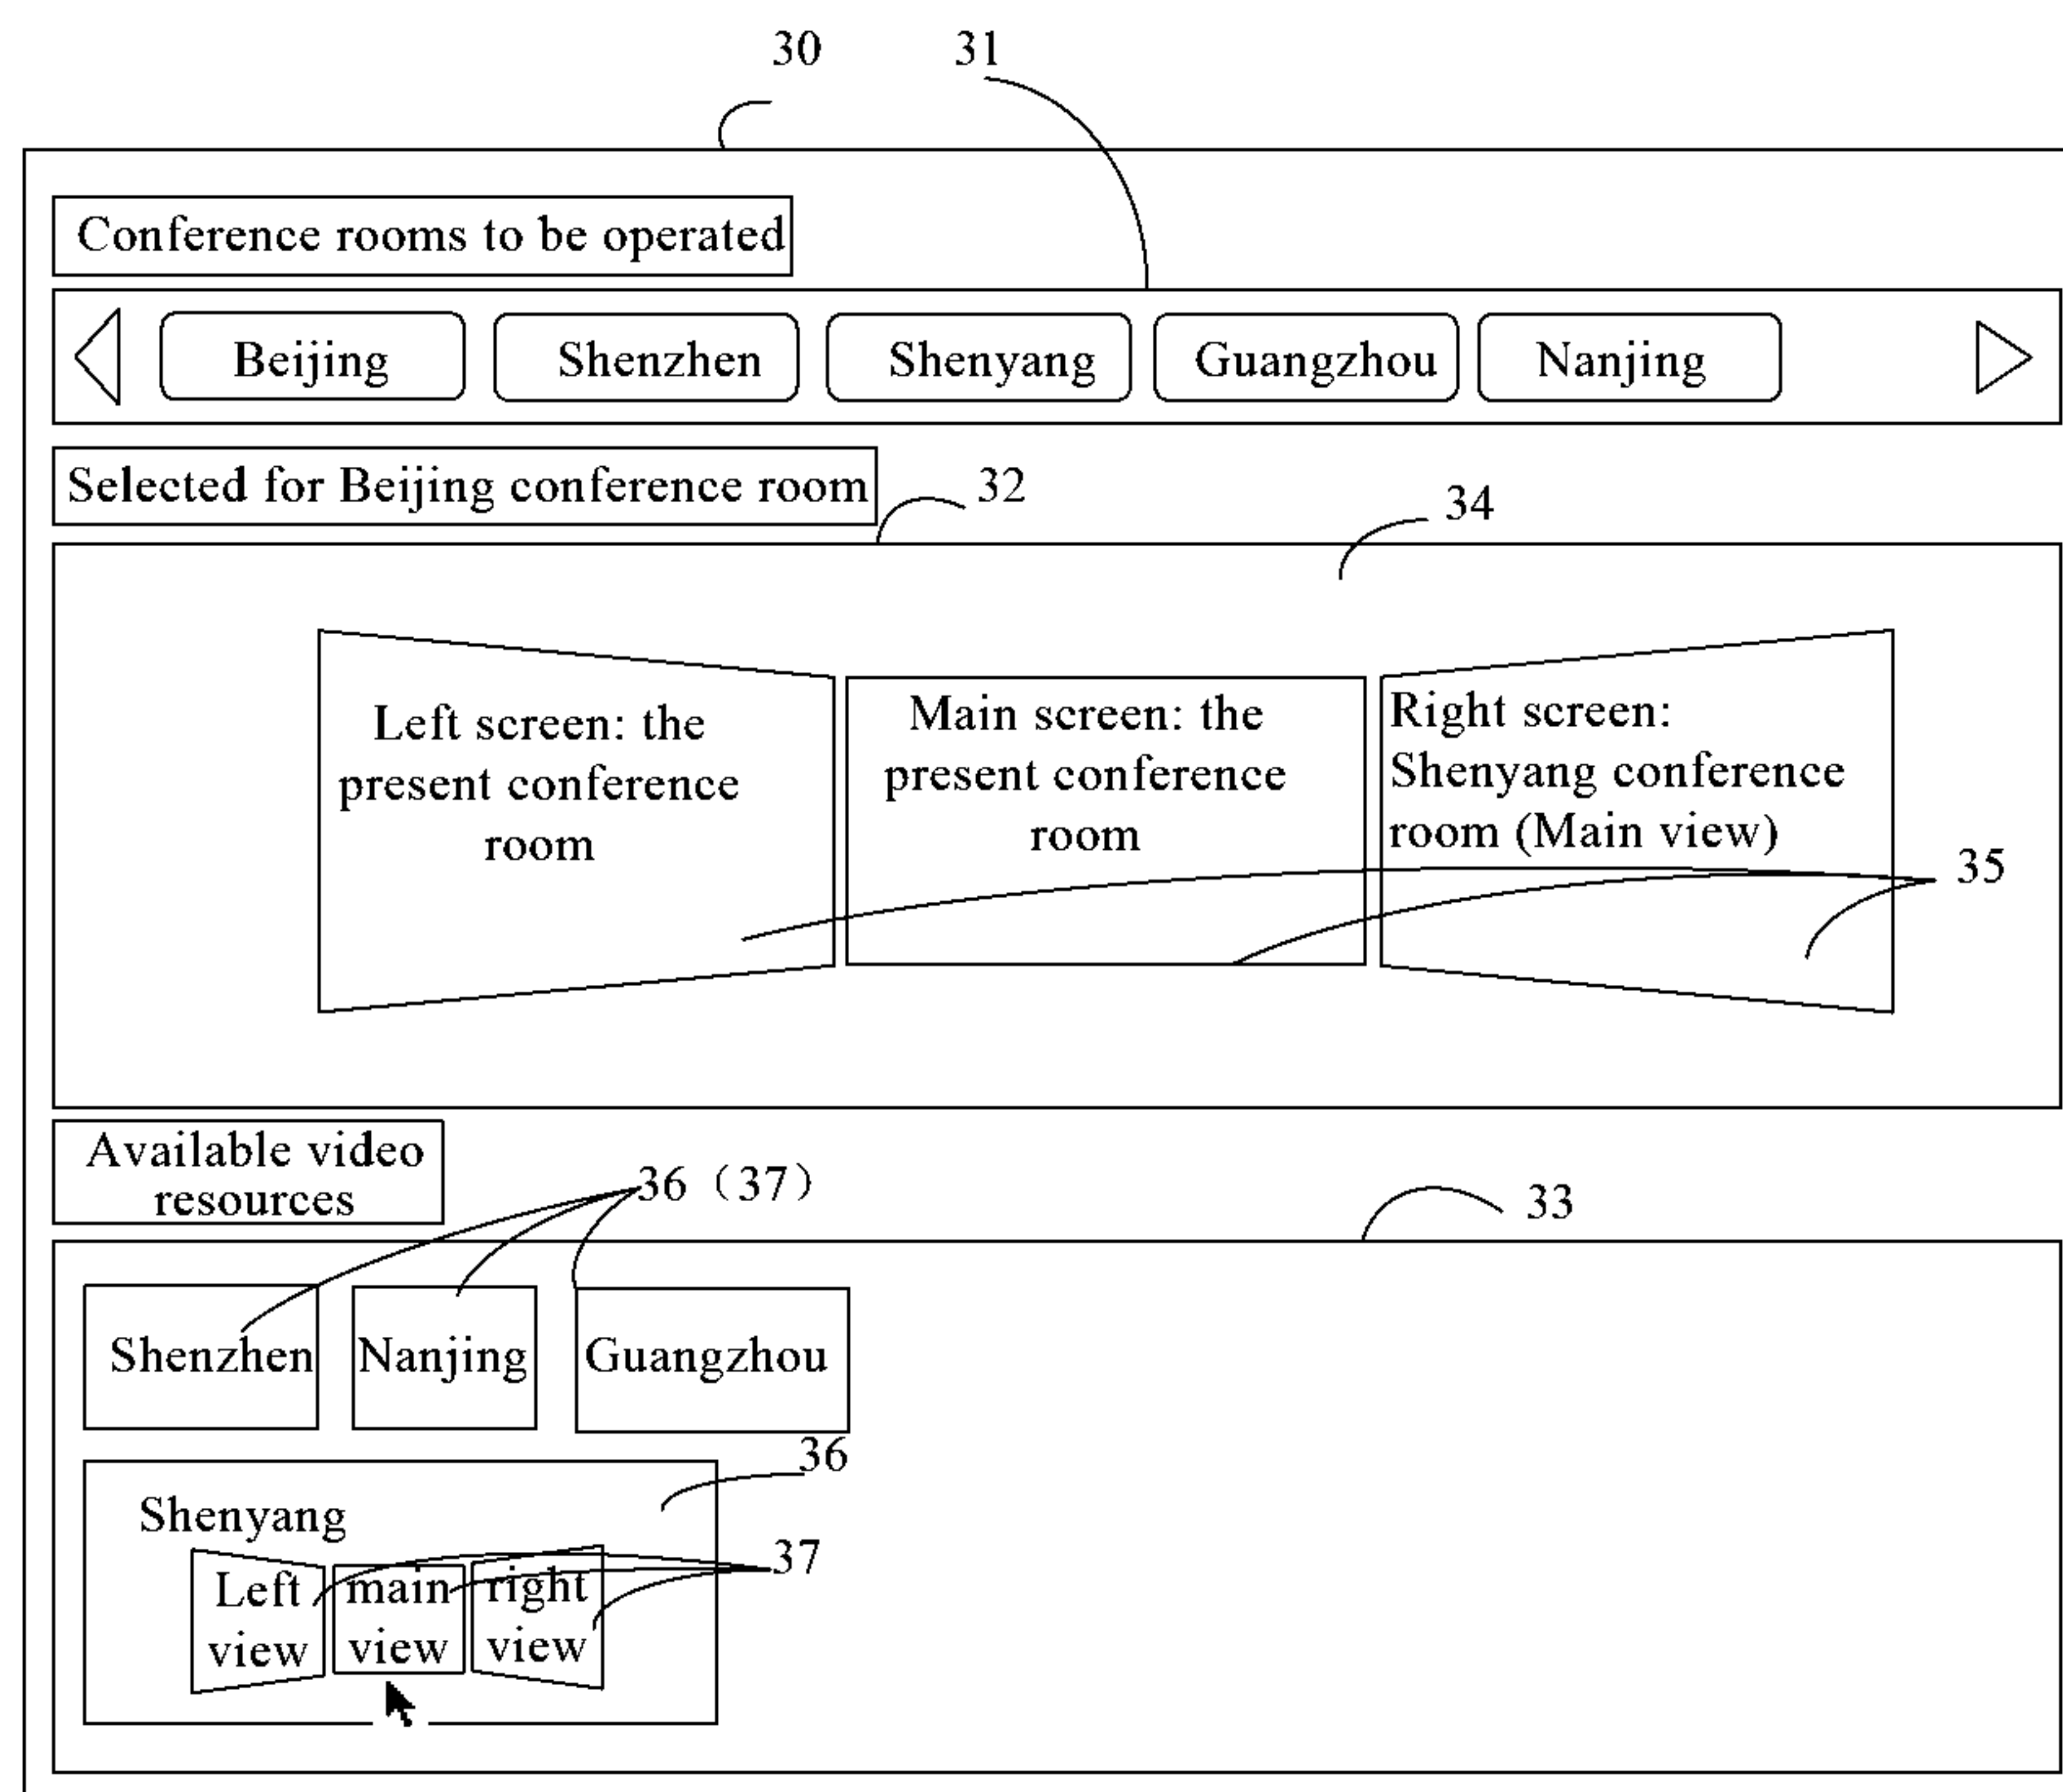 30
31
Conference rooms to be operated
Beijing
Shenzhen
Shenyang
Guangzhou
Nanjing
Selected for Beijing conference room
32
34
Left screen: the
present conference
room
Main screen: the
present conference
room
Right screen:
Shenyang conference
room (Main view)
35
Available video
resources
36 (37)
33
Shenzhen
Nanjing
Guangzhou
36
Shenyang
37
Left
view
main
view
right
view